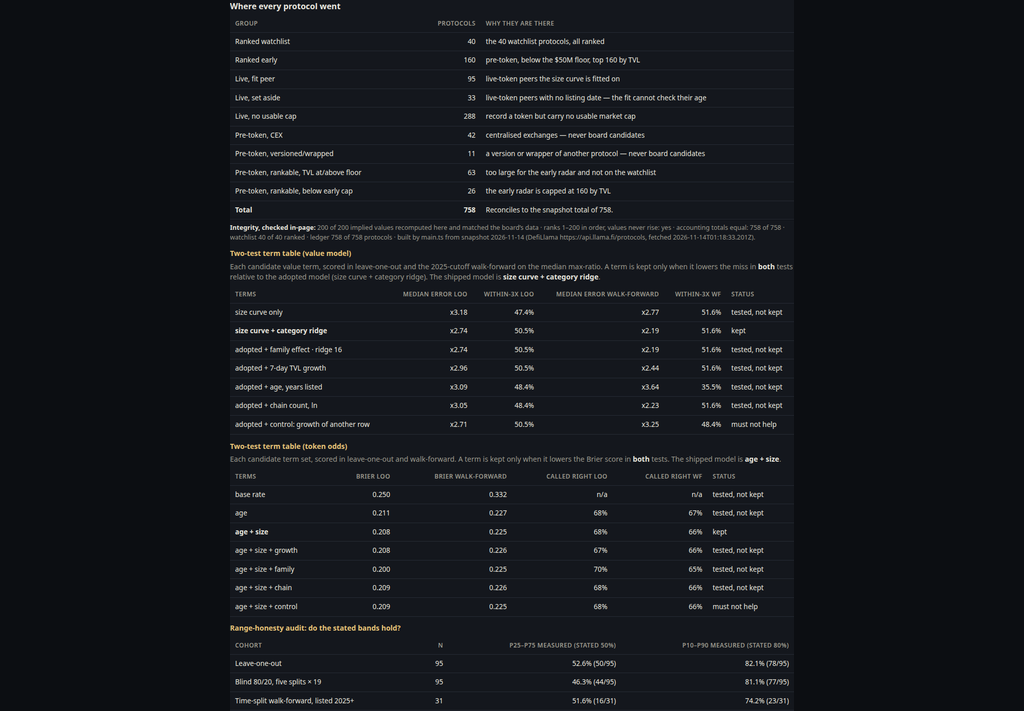 Where every protocol went
GROUP PROTOCOLS WHY THEY ARE THERE
Ranked watchlist 40 the 40 watchlist protocols, all ranked
Ranked early 160 pre-token, below the $50M floor, top 160 by TVL
Live, fit peer 95 live-token peers the size curve is fitted on
Live, set aside 33 live-token peers with no listing date — the fit cannot check their age
Live, no usable cap 288 record a token but carry no usable market cap
Pre-token, CEX 42 centralised exchanges — never board candidates
Pre-token, versioned/wrapped 11 a version or wrapper of another protocol — never board candidates
Pre-token, rankable, TVL at/above floor 63 too large for the early radar and not on the watchlist
Pre-token, rankable, below early cap 26 the early radar is capped at 160 by TVL
Total 758 Reconciles to the snapshot total of 758.
Integrity, checked in-page: 200 of 200 implied values recomputed here and matched the board's data · ranks 1–200 in order, values never rise: yes · accounting totals equal: 758 of 758 ·
watchlist 40 of 40 ranked · ledger 758 of 758 protocols · built by main.ts from snapshot 2026-11-14 (DefiLlama https://api.llama.fi/protocols, fetched 2026-11-14T01:18:33.201Z).
Two-test term table (value model)
Each candidate value term, scored in leave-one-out and the 2025-cutoff walk-forward on the median max-ratio. A term is kept only when it lowers the miss in both tests
relative to the adopted model (size curve + category ridge). The shipped model is size curve + category ridge.
TERMS MEDIAN ERROR LOO WITHIN-3X LOO MEDIAN ERROR WALK-FORWARD WITHIN-3X WF STATUS
size curve only x3.18 47.4% x2.77 51.6% tested, not kept
size curve + category ridge x2.74 50.5% x2.19 51.6% kept
adopted + family effect · ridge 16 x2.74 50.5% x2.19 51.6% tested, not kept
adopted + 7-day TVL growth x2.96 50.5% x2.44 51.6% tested, not kept
adopted + age, years listed x3.09 48.4% x3.64 35.5% tested, not kept
adopted + chain count, ln x3.05 48.4% x2.23 51.6% tested, not kept
adopted + control: growth of another row x2.71 50.5% x3.25 48.4% must not help
Two-test term table (token odds)
Each candidate term set, scored in leave-one-out and walk-forward. A term is kept only when it lowers the Brier score in both tests. The shipped model is age + size.
TERMS BRIER LOO BRIER WALK-FORWARD CALLED RIGHT LOO CALLED RIGHT WF STATUS
base rate 0.250 0.332 n/a n/a tested, not kept
age 0.211 0.227 68% 67% tested, not kept
age + size 0.208 0.225 68% 66% kept
age + size + growth 0.208 0.226 67% 66% tested, not kept
age + size + family 0.200 0.225 70% 65% tested, not kept
age + size + chain 0.209 0.226 68% 66% tested, not kept
age + size + control 0.209 0.225 68% 66% must not help
Range-honesty audit: do the stated bands hold?
COHORT N P25–P75 MEASURED (STATED 50%) P10–P90 MEASURED (STATED 80%)
Leave-one-out 95 52.6% (50/95) 82.1% (78/95)
Blind 80/20, five splits × 19 95 46.3% (44/95) 81.1% (77/95)
Time-split walk-forward, listed 2025+ 31 51.6% (16/31) 74.2% (23/31)